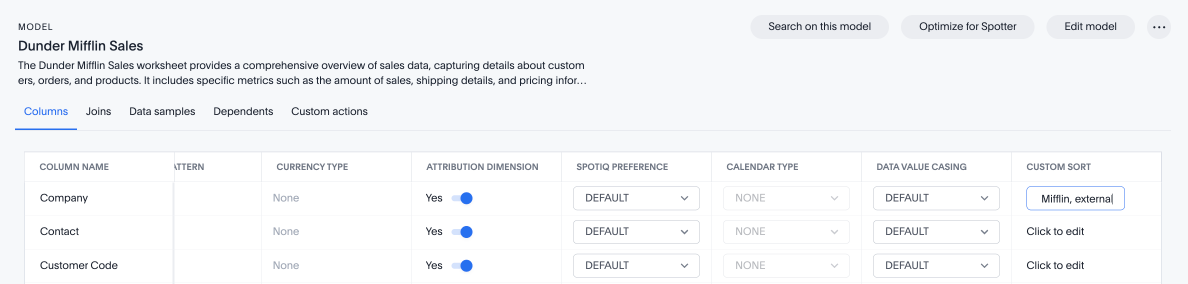 MODEL
Search on this model Optimize for Spotter Edit model ...
Dunder Mifflin Sales
The Dunder Mifflin Sales worksheet provides a comprehensive overview of sales data, capturing details about custom
ers, orders, and products. It includes specific metrics such as the amount of sales, shipping details, and pricing infor...
Columns Joins Data samples Dependents Custom actions
COLUMN NAME ATTERN CURRENCY TYPE ATTRIBUTION DIMENSION SPOTIQ PREFERENCE CALENDAR TYPE DATA VALUE CASING CUSTOM SORT
Company None Yes DEFAULT NONE DEFAULT Mifflin, external
Contact None Yes DEFAULT NONE DEFAULT Click to edit
Customer Code None Yes DEFAULT NONE DEFAULT Click to edit